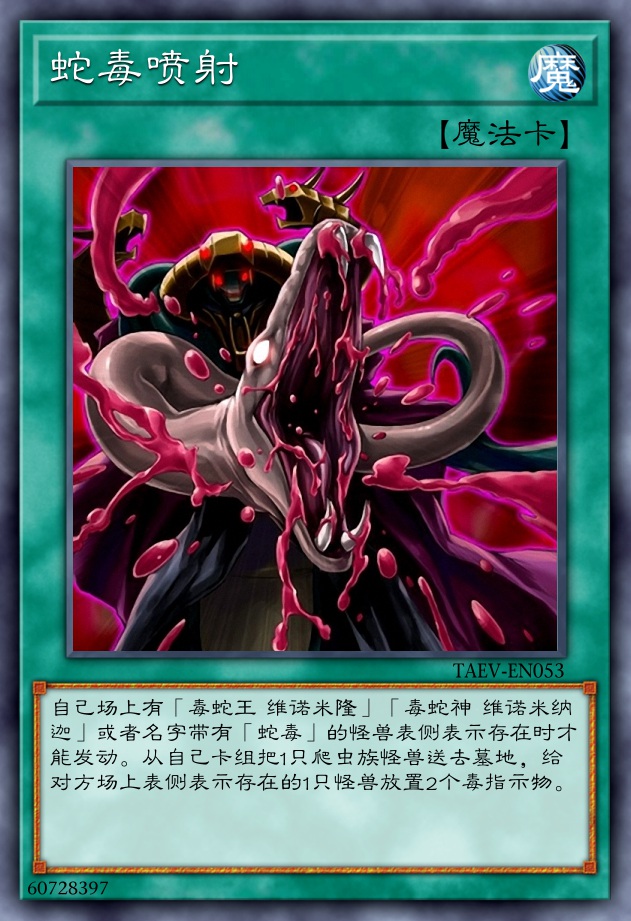 蛇毒喷射
魔
【魔法卡】
TAEV-EN053
自己场上有「毒蛇王 维诺米隆」「毒蛇神 维诺米纳
迦」或者名字带有「蛇毒」的怪兽表侧表示存在时才
能发动。从自己卡组把1只爬虫族怪兽送去墓地，给
对方场上表侧表示存在的1只怪兽放置2个毒指示物。
60728397